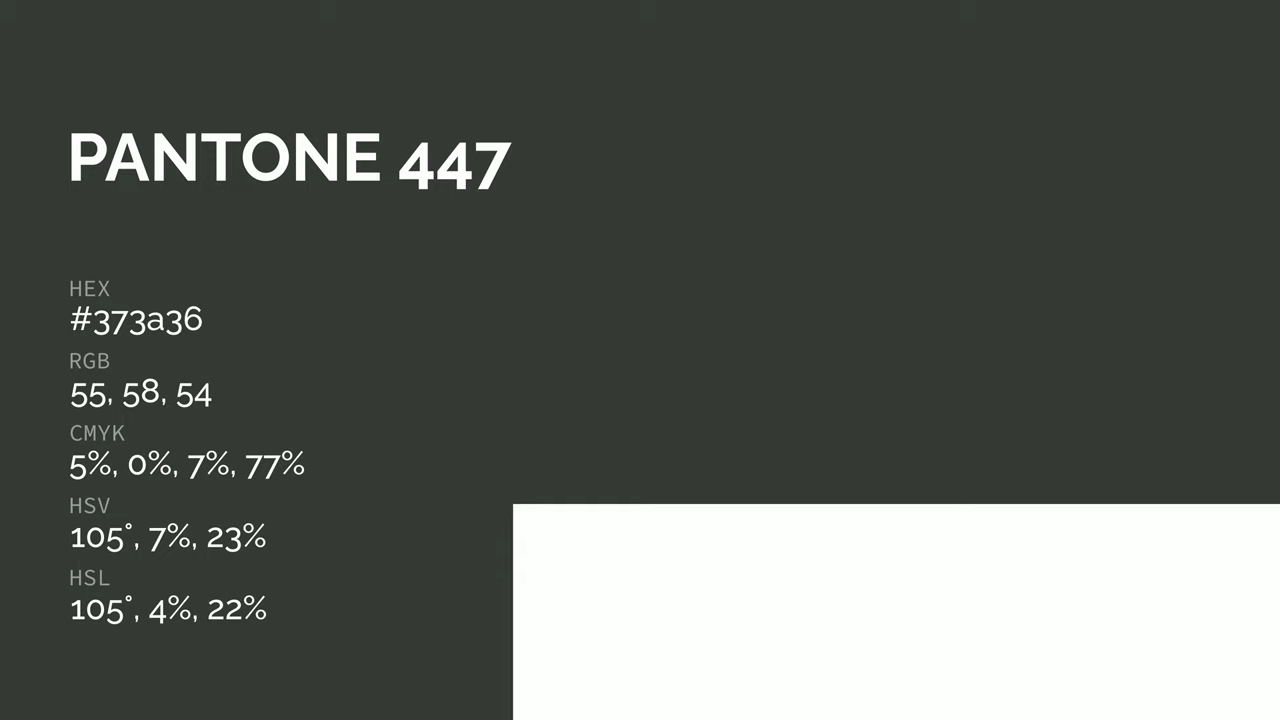 PANTONE 447
HEX
#373a36
RGB
55, 58, 54
CMYK
5%, 0%, 7%, 77%
HSV
105°, 7%, 23%
HSL
105°, 4%, 22%